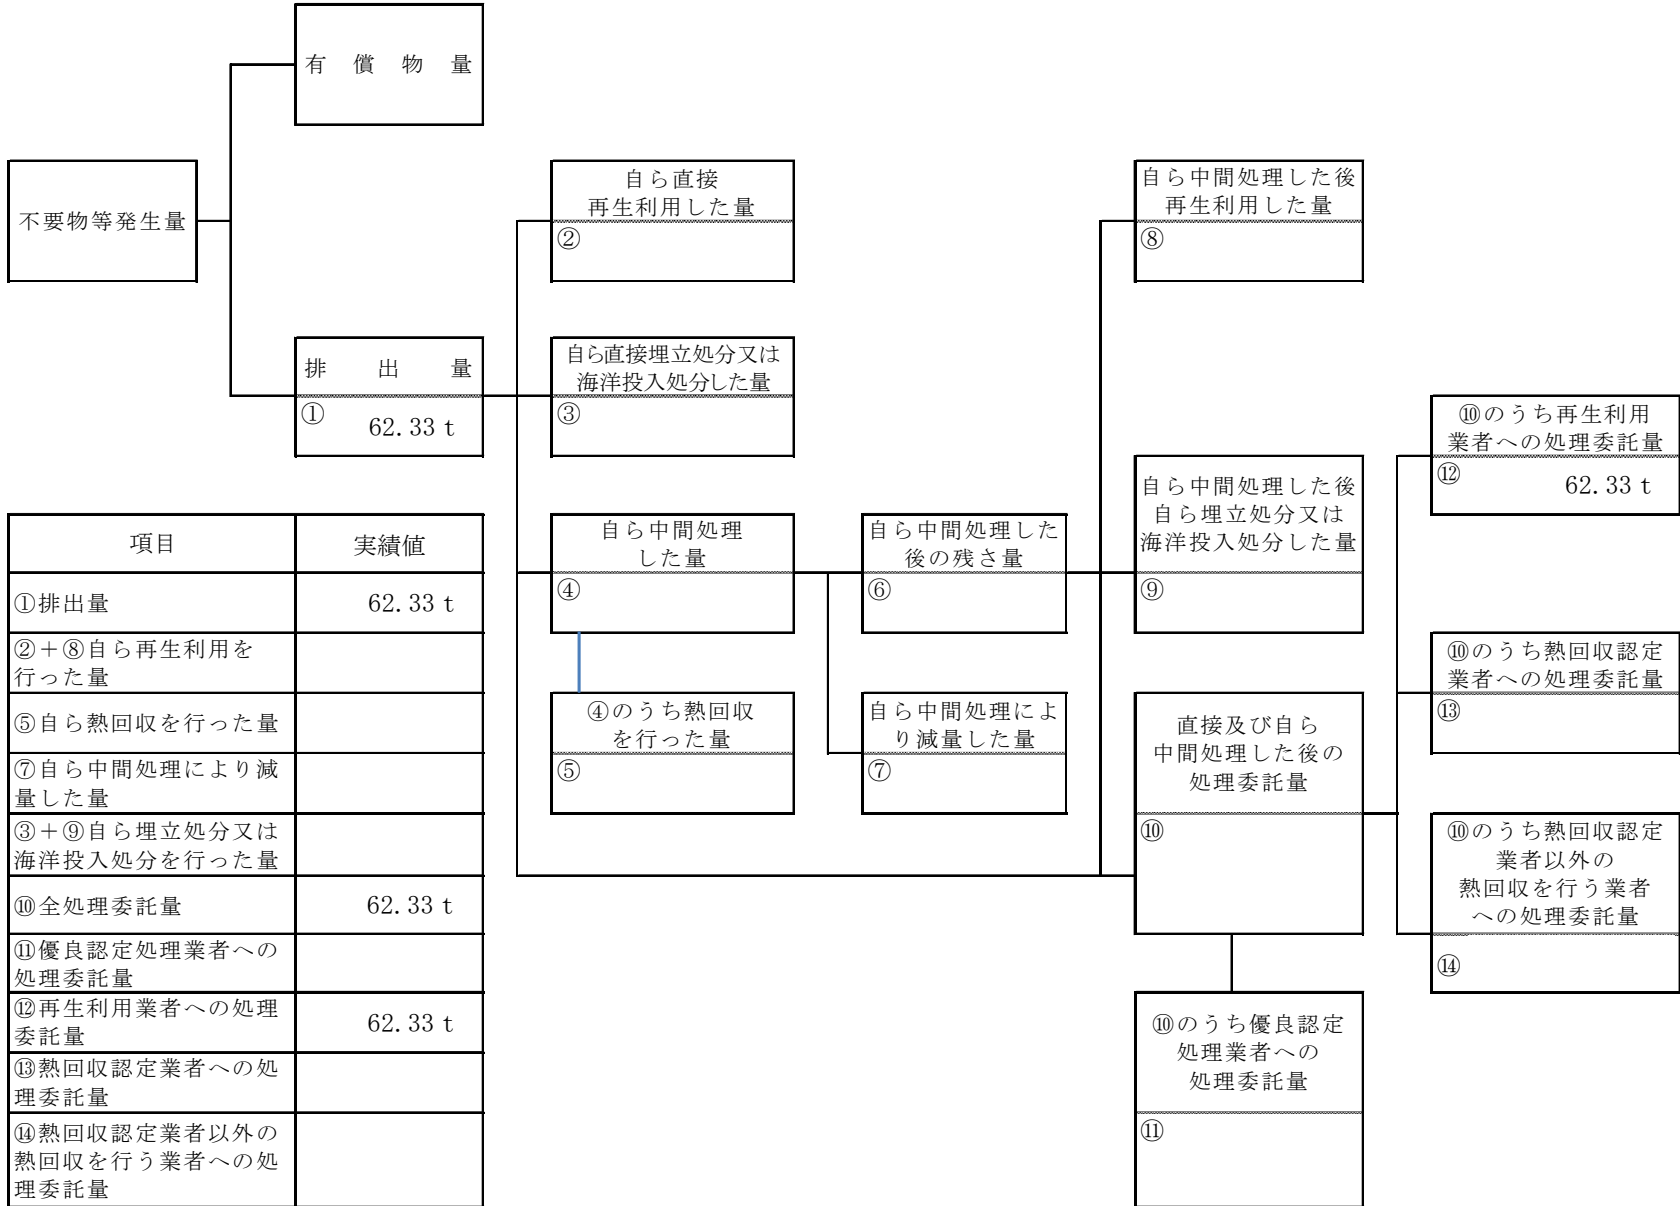 有償物量
不要物等発生量
排出量
① 62.33 t
自ら直接
再生利用した量
②
自ら直接埋立処分又は
海洋投入処分した量
③
自ら中間処理
した量
④
④のうち熱回収
を行った量
⑤
自ら中間処理した
後の残さ量
⑥
自ら中間処理によ
り減量した量
⑦
自ら中間処理した後
再生利用した量
⑧
自ら中間処理した後
自ら埋立処分又は
海洋投入処分した量
⑨
直接及び自ら
中間処理した後の
処理委託量
⑩
⑩のうち優良認定
処理業者への
処理委託量
⑪
⑩のうち再生利用
業者への処理委託量
⑫ 62.33 t
⑩のうち熱回収認定
業者への処理委託量
⑬
⑩のうち熱回収認定
業者以外の
熱回収を行う業者
への処理委託量
⑭
項目 実績値
①排出量 62.33 t
②+⑧自ら再生利用を
行った量
⑤自ら熱回収を行った量
⑦自ら中間処理により減
量した量
③+⑨自ら埋立処分又は
海洋投入処分を行った量
⑩全処理委託量 62.33 t
⑪優良認定処理業者への
処理委託量
⑫再生利用業者への処理
委託量 62.33 t
⑬熱回収認定業者への処
理委託量
⑭熱回収認定業者以外の
熱回収を行う業者への処
理委託量